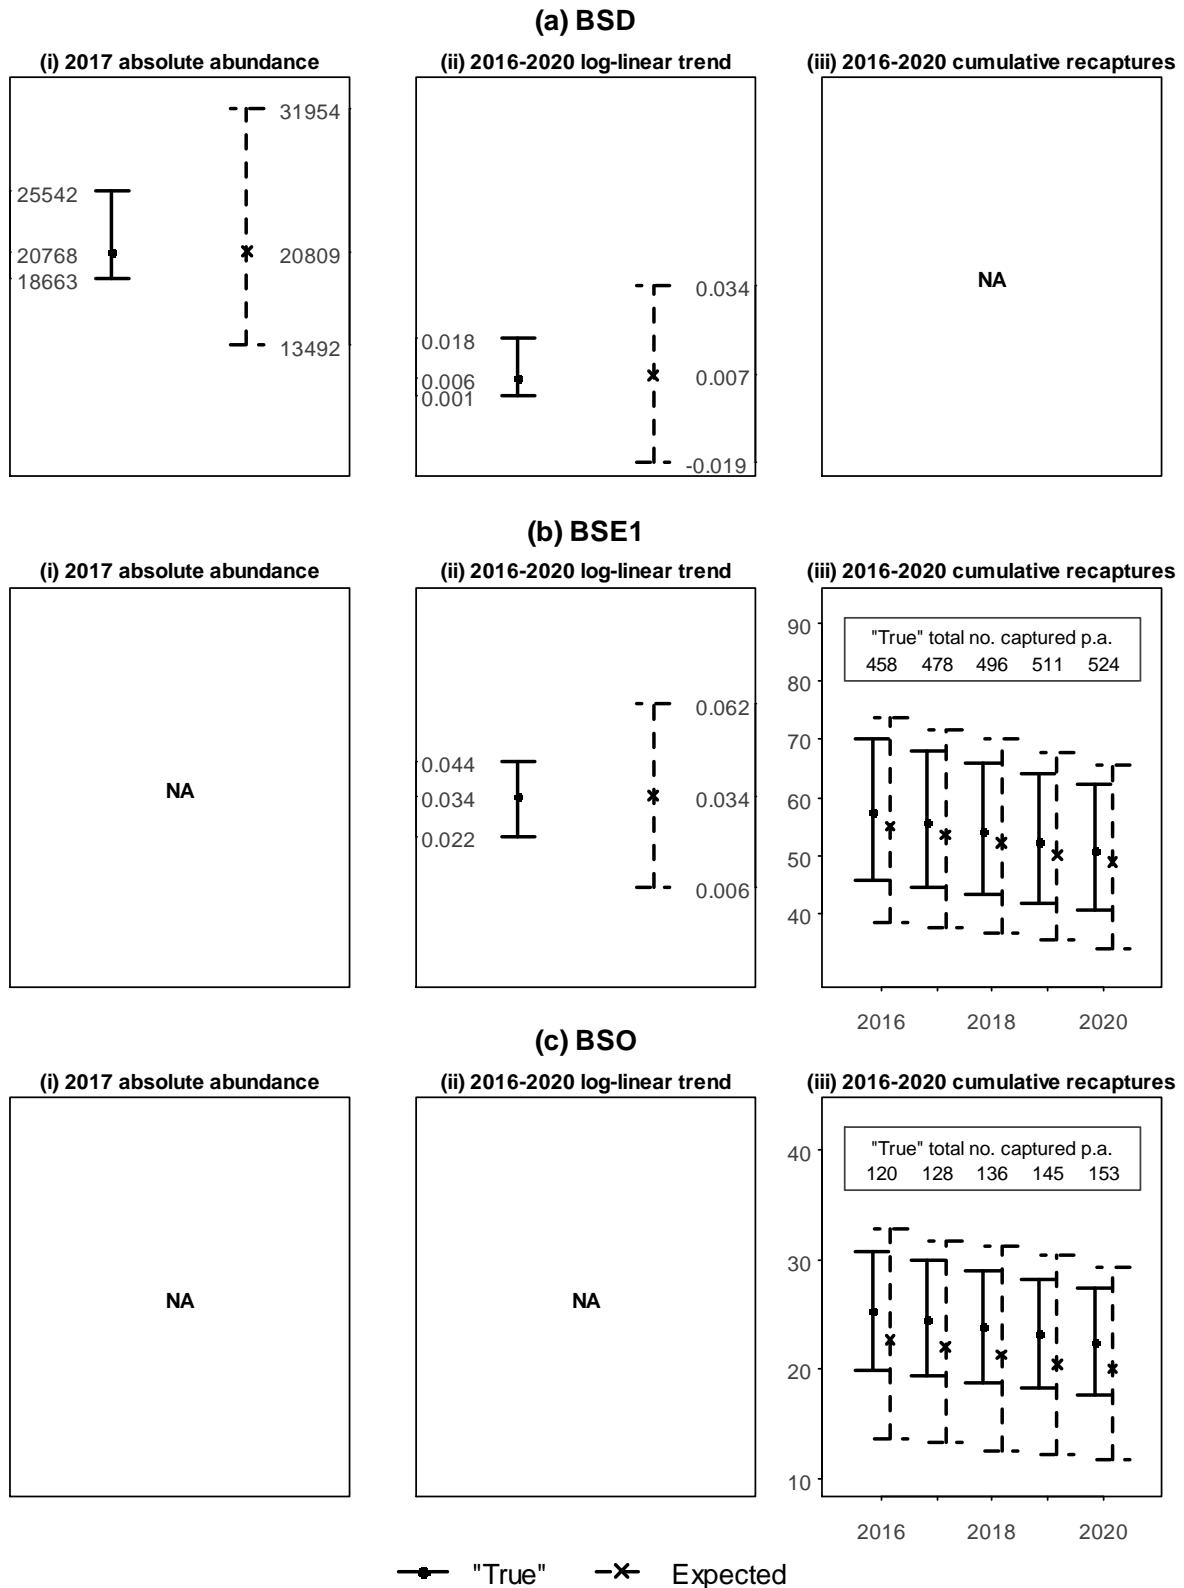 (a) BSD
(i) 2017 absolute abundance
(ii) 2016-2020 log-linear trend
(iii) 2016-2020 cumulative recaptures
31954
25542
20768
20809
18663
13492
0.034
0.018
0.007
0.006
0.001
-0.019
NA
(b) BSE1
(i) 2017 absolute abundance
(ii) 2016-2020 log-linear trend
(iii) 2016-2020 cumulative recaptures
NA
0.062
0.044
0.034
0.034
0.022
0.006
90
80
70
60
50
40
"True" total no. captured p.a.
458 478 496 511 524
2016 2018 2020
(c) BSO
(i) 2017 absolute abundance
(ii) 2016-2020 log-linear trend
(iii) 2016-2020 cumulative recaptures
NA
NA
40
30
20
10
"True" total no. captured p.a.
120 128 136 145 153
2016 2018 2020
"True" Expected